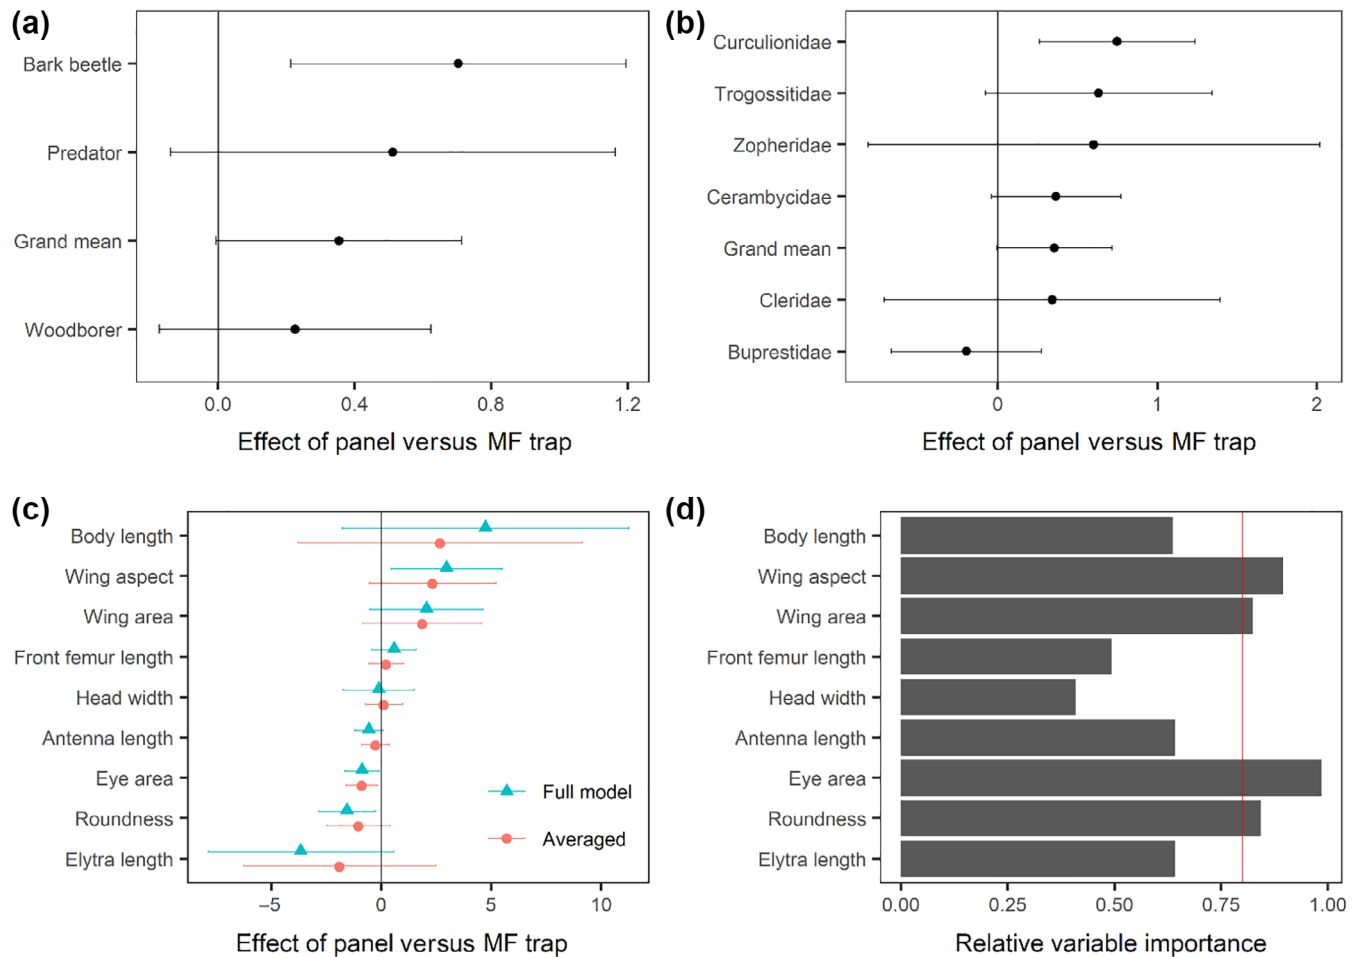 (a)
Bark beetle
Predator
Grand mean
Woodborer
0.0 0.4 0.8 1.2
Effect of panel versus MF trap
(b)
Curculionidae
Trogossitidae
Zopheridae
Cerambycidae
Grand mean
Cleridae
Buprestidae
0 1 2
Effect of panel versus MF trap
(c)
Body length
Wing aspect
Wing area
Front femur length
Head width
Antenna length
Eye area
Roundness
Elytra length
Full model
Averaged
−5 0 5 10
Effect of panel versus MF trap
(d)
Body length
Wing aspect
Wing area
Front femur length
Head width
Antenna length
Eye area
Roundness
Elytra length
0.00 0.25 0.50 0.75 1.00
Relative variable importance